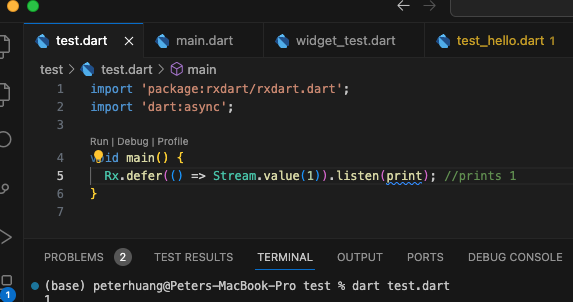 test.dart
main.dart
widget_test.dart
test_hello.dart 1
test > test.dart > main
1 import 'package:rxdart/rxdart.dart';
2 import 'dart:async';
3
Run | Debug | Profile
4 void main() {
5 Rx.defer(() => Stream.value(1)).listen(print); //prints 1
6 }
7
PROBLEMS 2 TEST RESULTS TERMINAL OUTPUT PORTS DEBUG CONSOLE
(base) peterhuang@Peters-MacBook-Pro test % dart test.dart
1
1